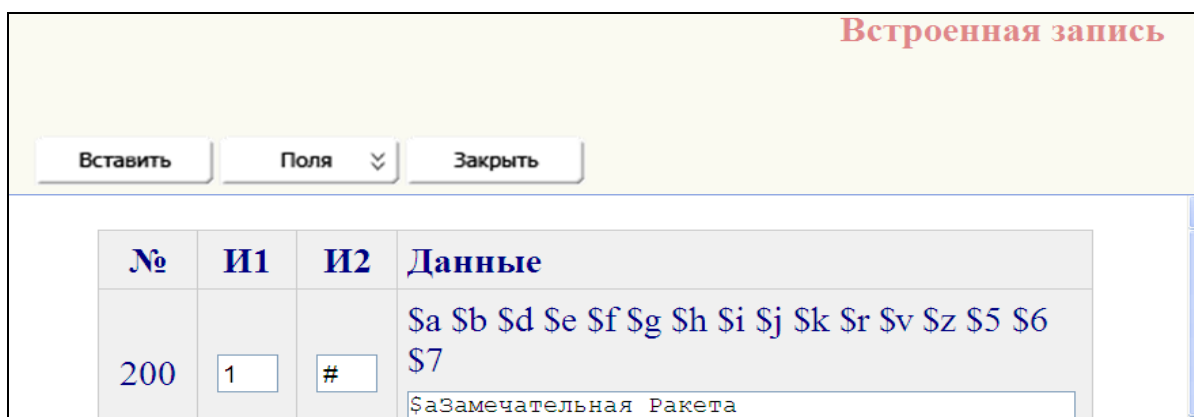 Встроенная запись
Вставить Поля Закрыть
№ И1 И2 Данные
$a $b $d $e $f $g $h $i $j $k $r $v $z $5 $6
$7
200 1 #
$aЗамечательная Ракета